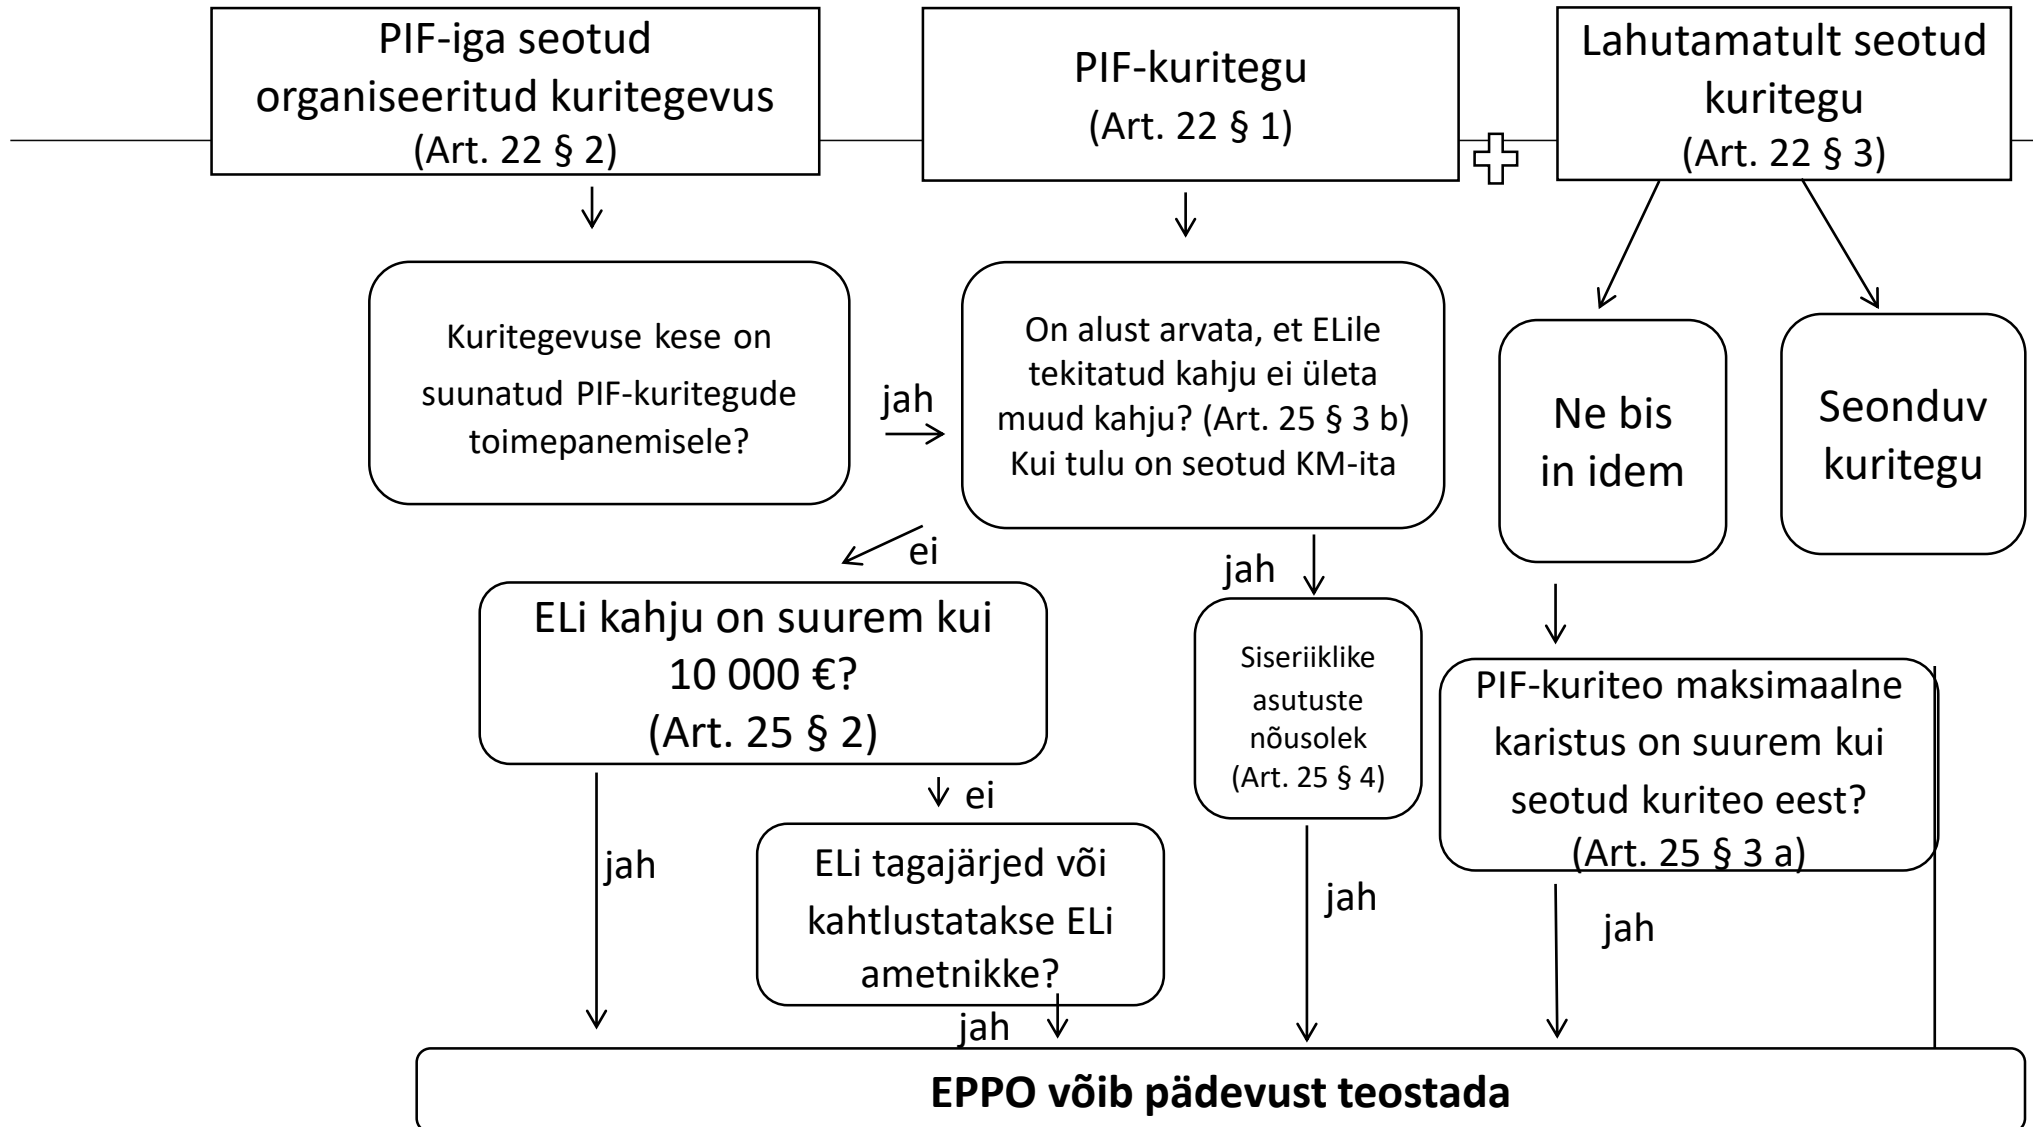 PIF-iga seotud
organiseeritud kuritegevus
(Art. 22 § 2)
PIF-kuritegu
(Art. 22 § 1)
Lahutamatult seotud
kuritegu
(Art. 22 § 3)
Kuritegevuse kese on
suunatud PIF-kuritegude
toimepanemisele?
jah
On alust arvata, et ELile
tekitatud kahju ei ületa
muud kahju? (Art. 25 § 3 b)
Kui tulu on seotud KM-ita
Ne bis
in idem
Seonduv
kuritegu
ei
jah
ELi kahju on suurem kui
10 000 €?
(Art. 25 § 2)
Siseriiklike
asutuste
nõusolek
(Art. 25 § 4)
PIF-kuriteo maksimaalne
karistus on suurem kui
seotud kuriteo eest?
(Art. 25 § 3 a)
ei
jah
ELi tagajärjed või
kahtlustatakse ELi
ametnikke?
jah
jah
jah
EPPO võib pädevust teostada